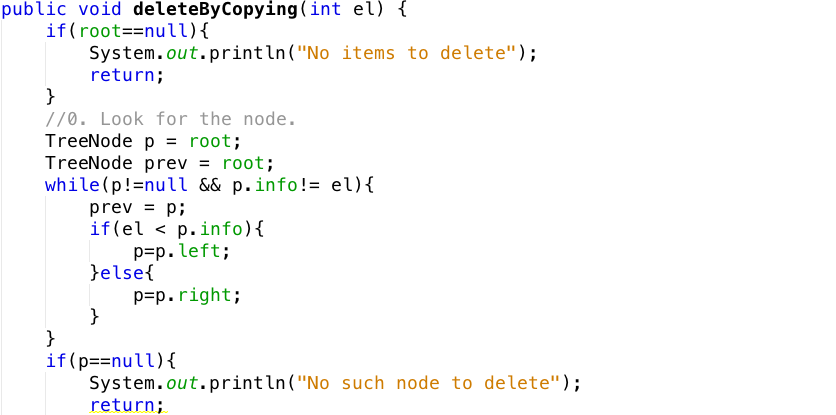 public void deleteByCopying(int el) {
    if(root==null){
        System.out.println("No items to delete");
        return;
    }
    //0. Look for the node.
    TreeNode p = root;
    TreeNode prev = root;
    while(p!=null && p.info!= el){
        prev = p;
        if(el < p.info){
            p=p.left;
        }else{
            p=p.right;
        }
    }
    if(p==null){
        System.out.println("No such node to delete");
        return;